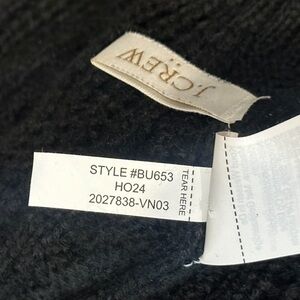 J.CREW
STYLE #BU653
HO24
2027838-VN03
TEAR HERE